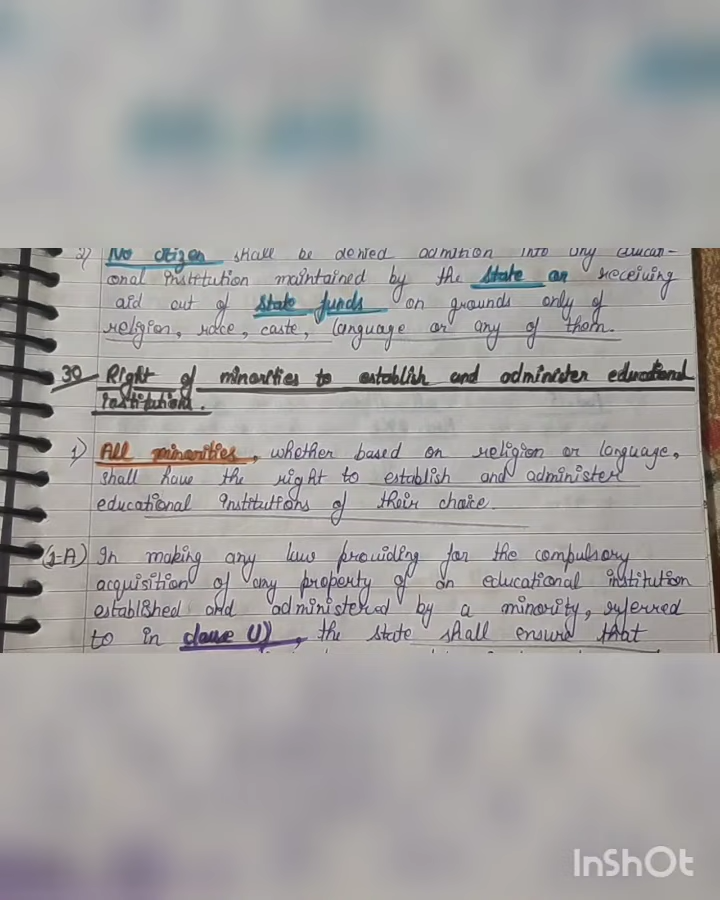 2) No citizen shall be denied admition into any educati-
onal institution maintained by the state or receiving
aid out of state funds on grounds only of
religion, race, caste, language or any of them.
30 Right of minorities to establish and administer educational
institutions.
1) All minorities, whether based on religion or language,
shall have the right to establish and administer
educational institutions of their choice.
(1-A) In making any law providing for the compulsory
acquisition of any property of an educational institution
established and administered by a minority, referred
to in clause (1), the state shall ensure that
InShOt